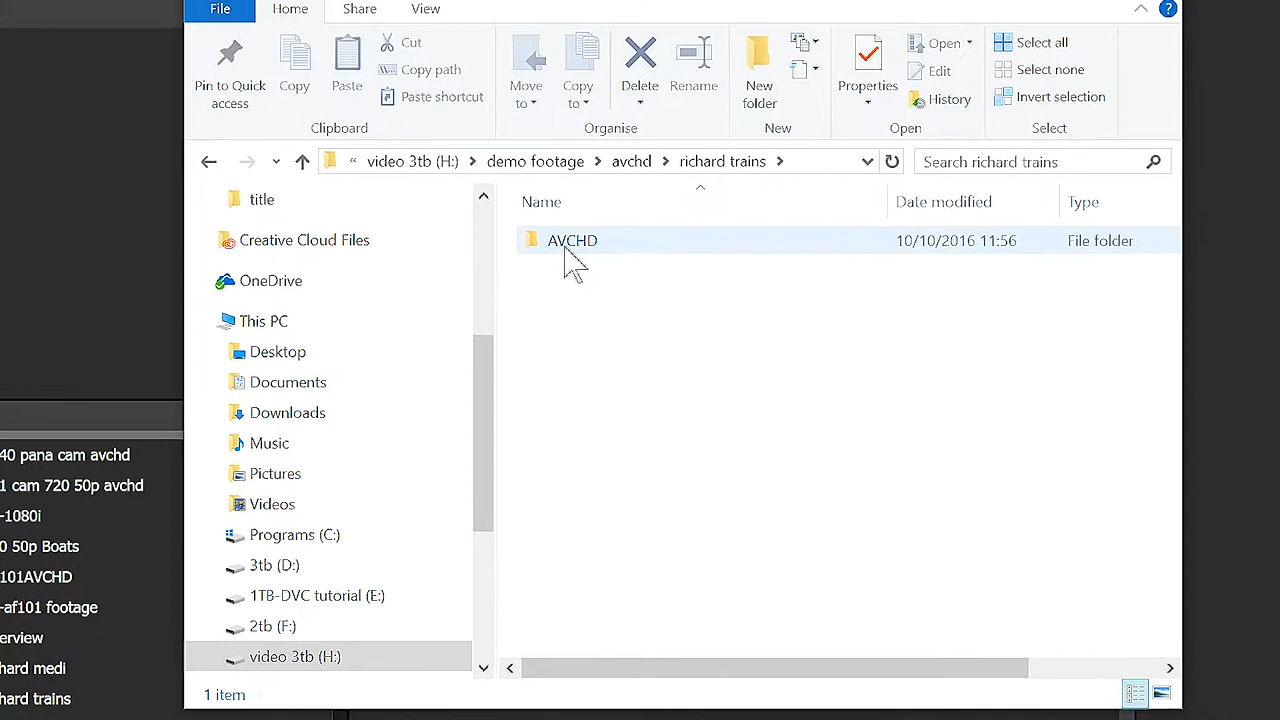 File Home Share View
Pin to Quick access
Copy
Paste
Cut
Copy path
Paste shortcut
Clipboard
Move to
Copy to
Delete
Rename
Organise
New folder
New
Properties
Open
Edit
History
Open
Select all
Select none
Invert selection
Select
« video 3tb (H:) > demo footage > avchd > richard trains >
Search richard trains
title
Creative Cloud Files
OneDrive
This PC
Desktop
Documents
Downloads
Music
Pictures
Videos
Programs (C:)
3tb (D:)
1TB-DVC tutorial (E:)
2tb (F:)
video 3tb (H:)
Name Date modified Type
AVCHD 10/10/2016 11:56 File folder
1 item
40 pana cam avchd
1 cam 720 50p avchd
-1080i
0 50p Boats
101AVCHD
-af101 footage
erview
hard medi
hard trains